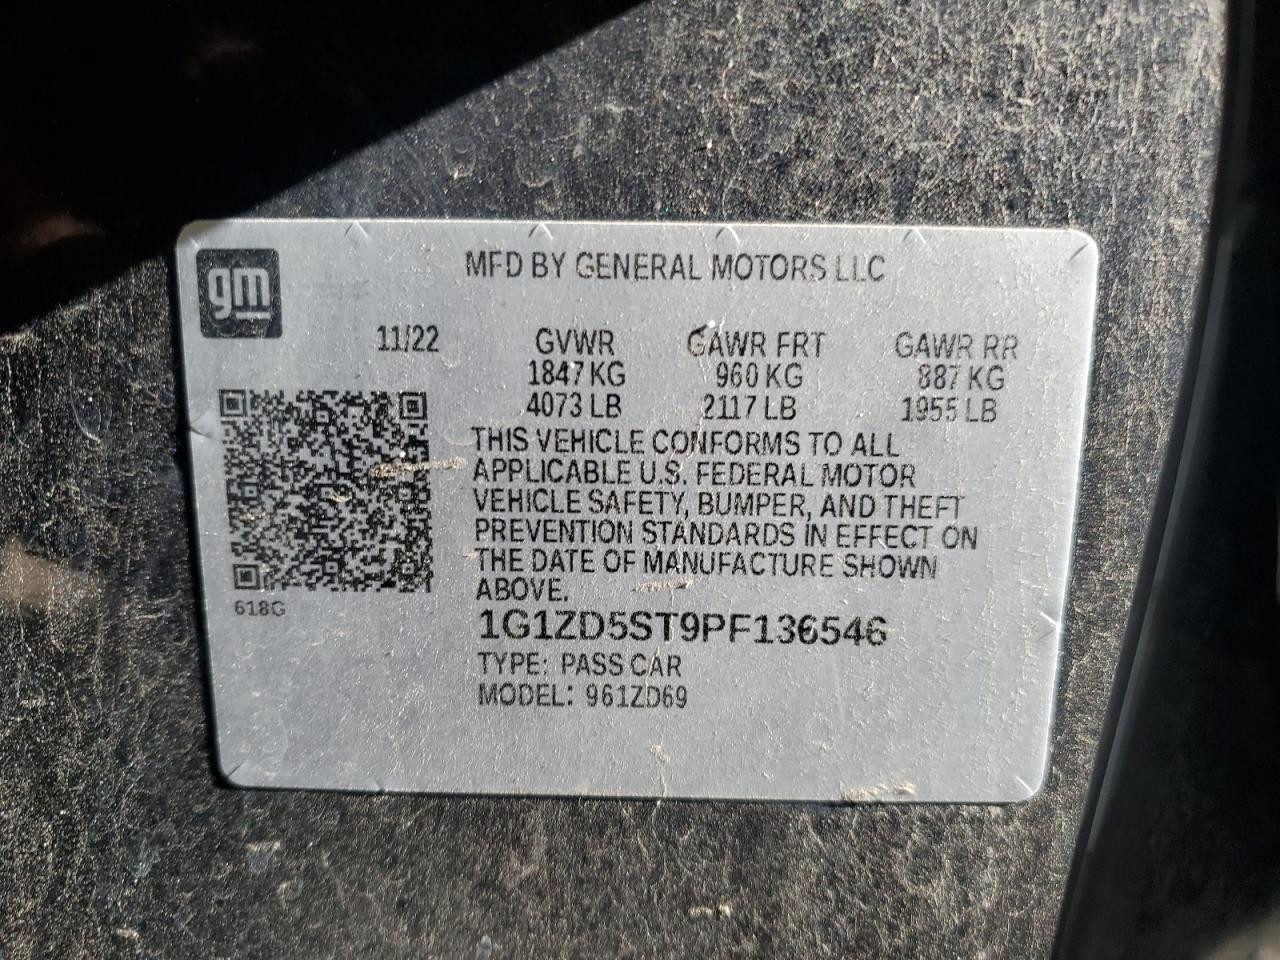 gm
MFD BY GENERAL MOTORS LLC
11/22 GVWR GAWR FRT GAWR RR
1847 KG 960 KG 887 KG
4073 LB 2117 LB 1955 LB
THIS VEHICLE CONFORMS TO ALL
APPLICABLE U.S. FEDERAL MOTOR
VEHICLE SAFETY, BUMPER, AND THEFT
PREVENTION STANDARDS IN EFFECT ON
THE DATE OF MANUFACTURE SHOWN
ABOVE.
618G
1G1ZD5ST9PF136546
TYPE: PASS CAR
MODEL: 961ZD69